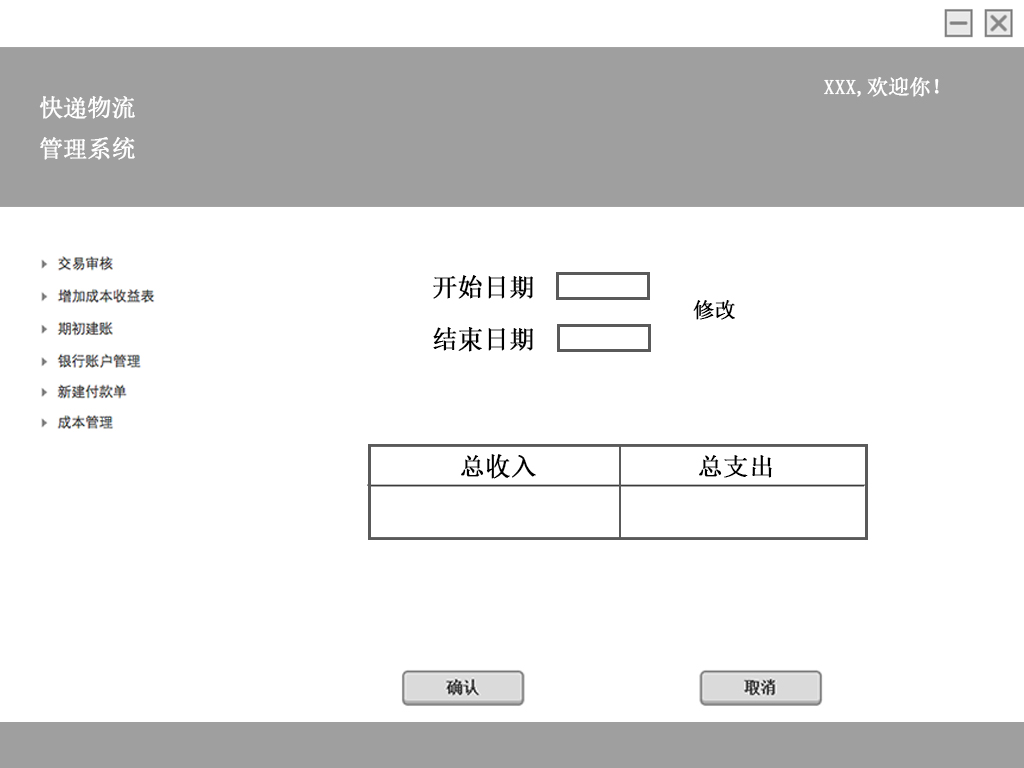 XXX,欢迎你!
快递物流
管理系统
交易审核
增加成本收益表
期初建账
银行账户管理
新建付款单
成本管理
开始日期
修改
结束日期
总收入 总支出
确认 取消